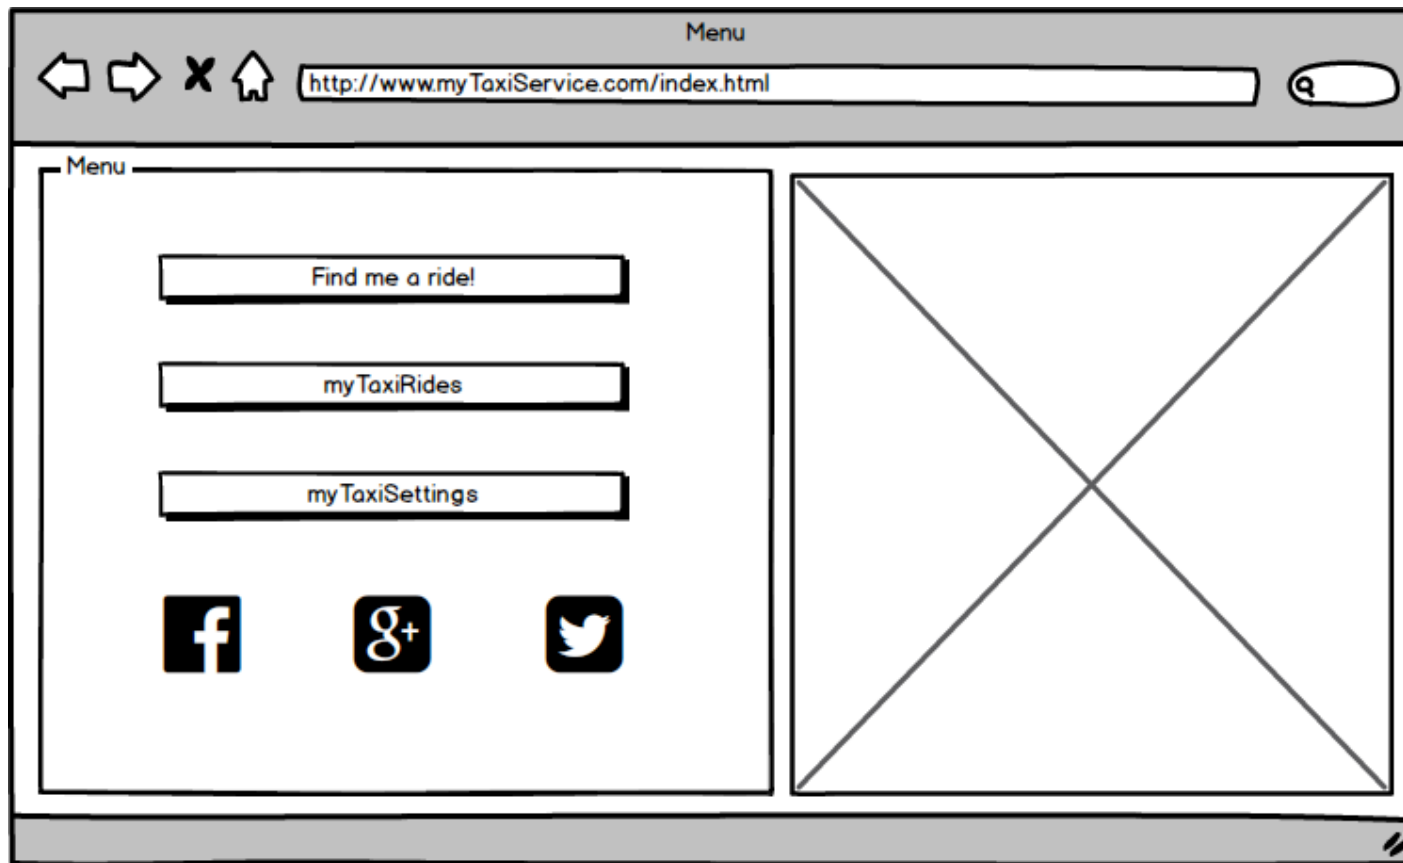 Menu
http://www.myTaxiService.com/index.html
Menu
Find me a ride!
myTaxiRides
myTaxiSettings
f
g+